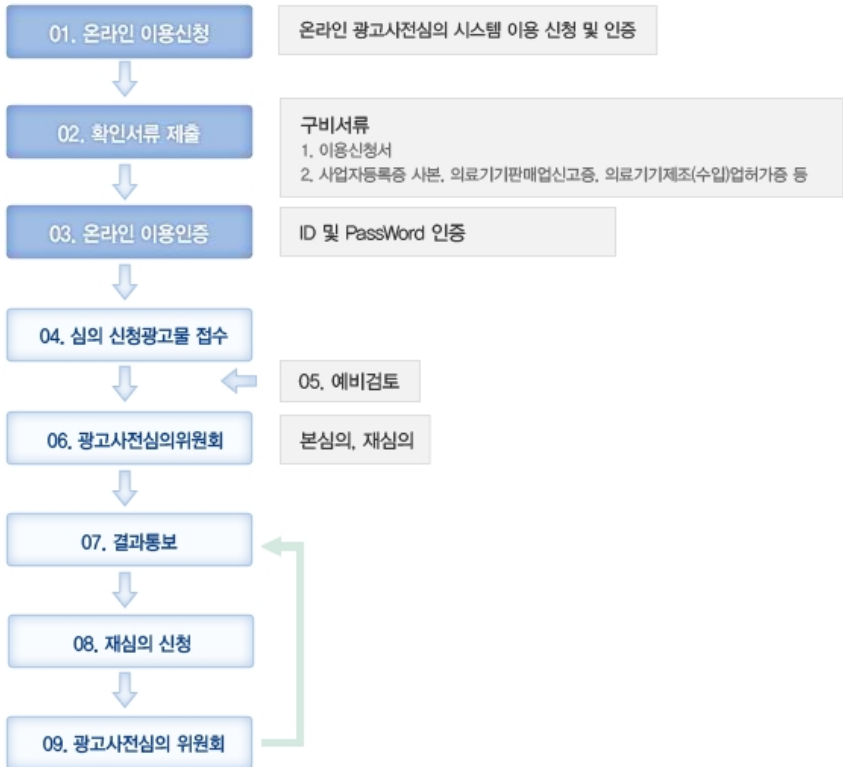 01. 온라인 이용신청
온라인 광고사전심의 시스템 이용 신청 및 인증
02. 확인서류 제출
구비서류
1. 이용신청서
2. 사업자등록증 사본, 의료기기판매업신고증, 의료기기제조(수입)업허가증 등
03. 온라인 이용인증
ID 및 PassWord 인증
04. 심의 신청광고물 접수
05. 예비검토
06. 광고사전심의위원회
본심의, 재심의
07. 결과통보
08. 재심의 신청
09. 광고사전심의 위원회